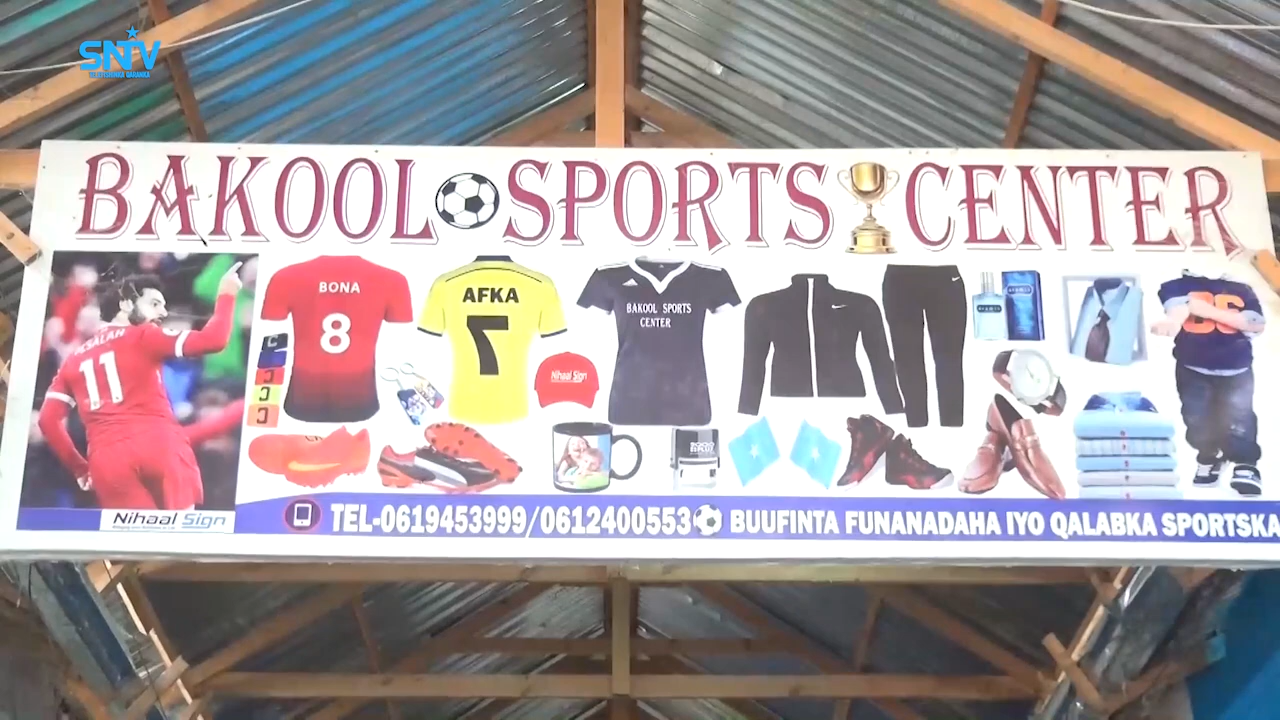 SNTV
BAKOOL SPORTS CENTER
M.SALAH
11
BONA
8
AFKA
7
BAKOOL SPORTS
CENTER
Nihaal Sign
Nihaal Sign
TEL-0619453999/0612400553 BUUFINTA FUNANADAHA IYO QALABKA SPORTSKA